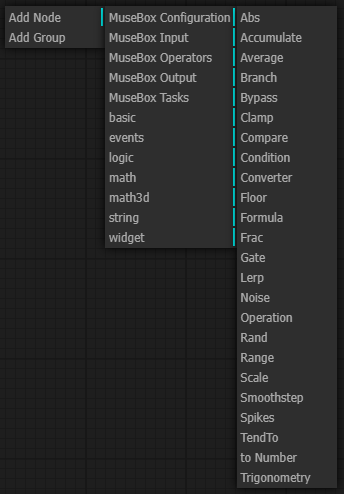 Add Node
Add Group
MuseBox Configuration
MuseBox Input
MuseBox Operators
MuseBox Output
MuseBox Tasks
basic
events
logic
math
math3d
string
widget
Abs
Accumulate
Average
Branch
Bypass
Clamp
Compare
Condition
Converter
Floor
Formula
Frac
Gate
Lerp
Noise
Operation
Rand
Range
Scale
Smoothstep
Spikes
TendTo
to Number
Trigonometry